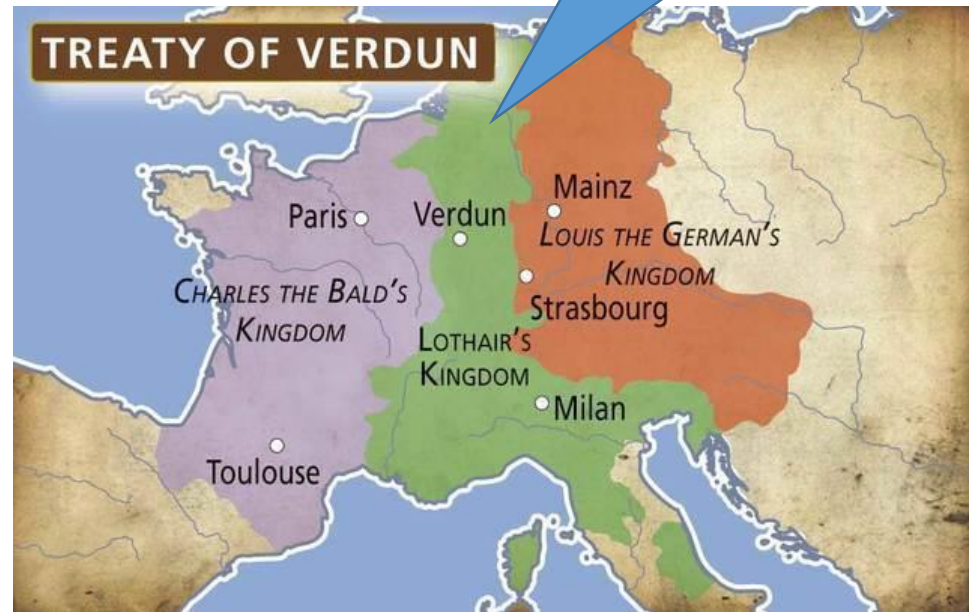 TREATY OF VERDUN
Mainz
Paris
Verdun
LOUIS THE GERMAN'S
KINGDOM
Strasbourg
CHARLES THE BALD'S
KINGDOM
LOTHAIR'S
KINGDOM
Milan
Toulouse